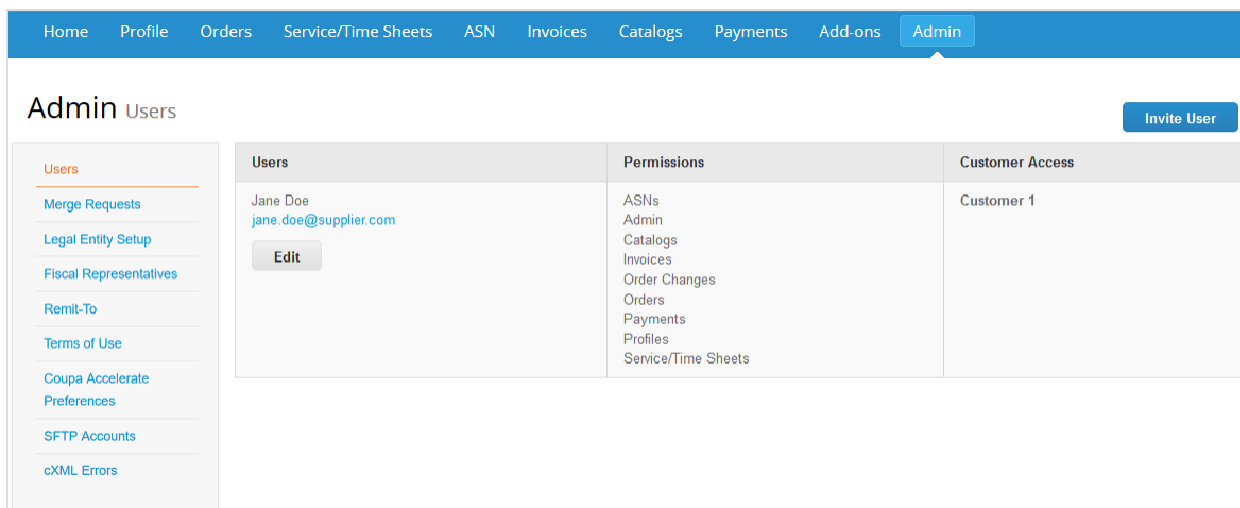 Home Profile Orders Service/Time Sheets ASN Invoices Catalogs Payments Add-ons Admin
Admin Users
Invite User
Users
Merge Requests
Legal Entity Setup
Fiscal Representatives
Remit-To
Terms of Use
Coupa Accelerate
Preferences
SFTP Accounts
cXML Errors
Users Permissions Customer Access
Jane Doe
jane.doe@supplier.com
Edit
ASNs
Admin
Catalogs
Invoices
Order Changes
Orders
Payments
Profiles
Service/Time Sheets
Customer 1